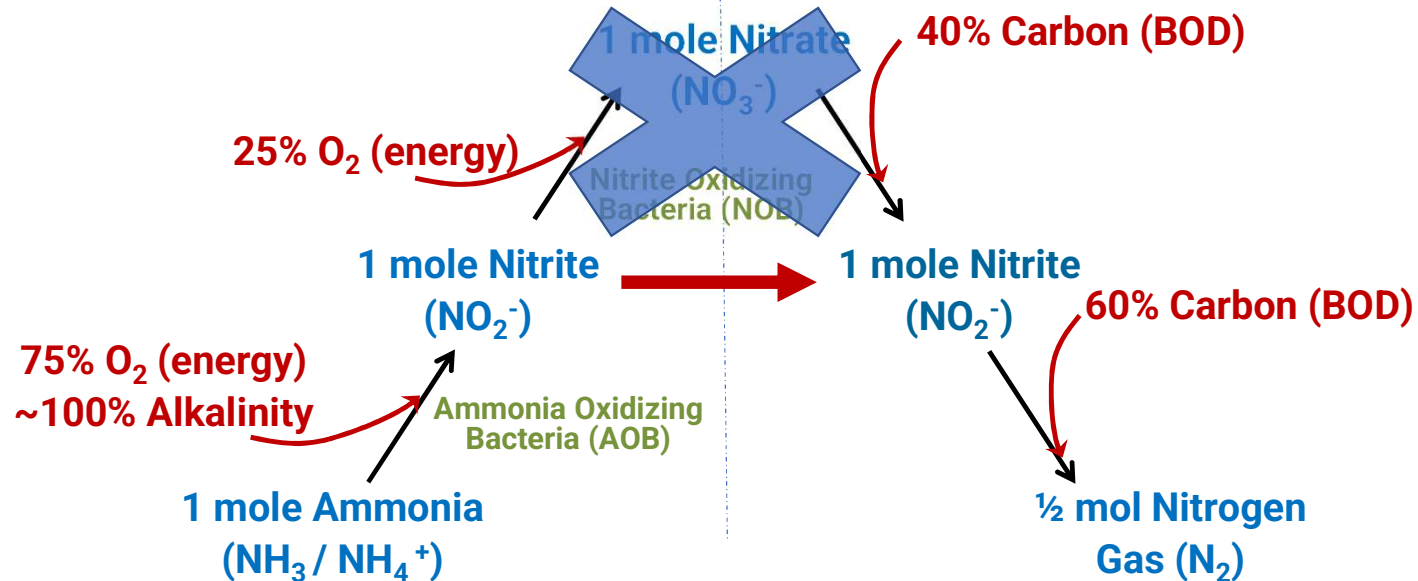 1 mole Nitrate
(NO₃⁻)
40% Carbon (BOD)
25% O₂ (energy)
Nitrite Oxidizing
Bacteria (NOB)
1 mole Nitrite
(NO₂⁻)
1 mole Nitrite
(NO₂⁻)
60% Carbon (BOD)
75% O₂ (energy)
~100% Alkalinity
Ammonia Oxidizing
Bacteria (AOB)
1 mole Ammonia
(NH₃ / NH₄⁺)
½ mol Nitrogen
Gas (N₂)